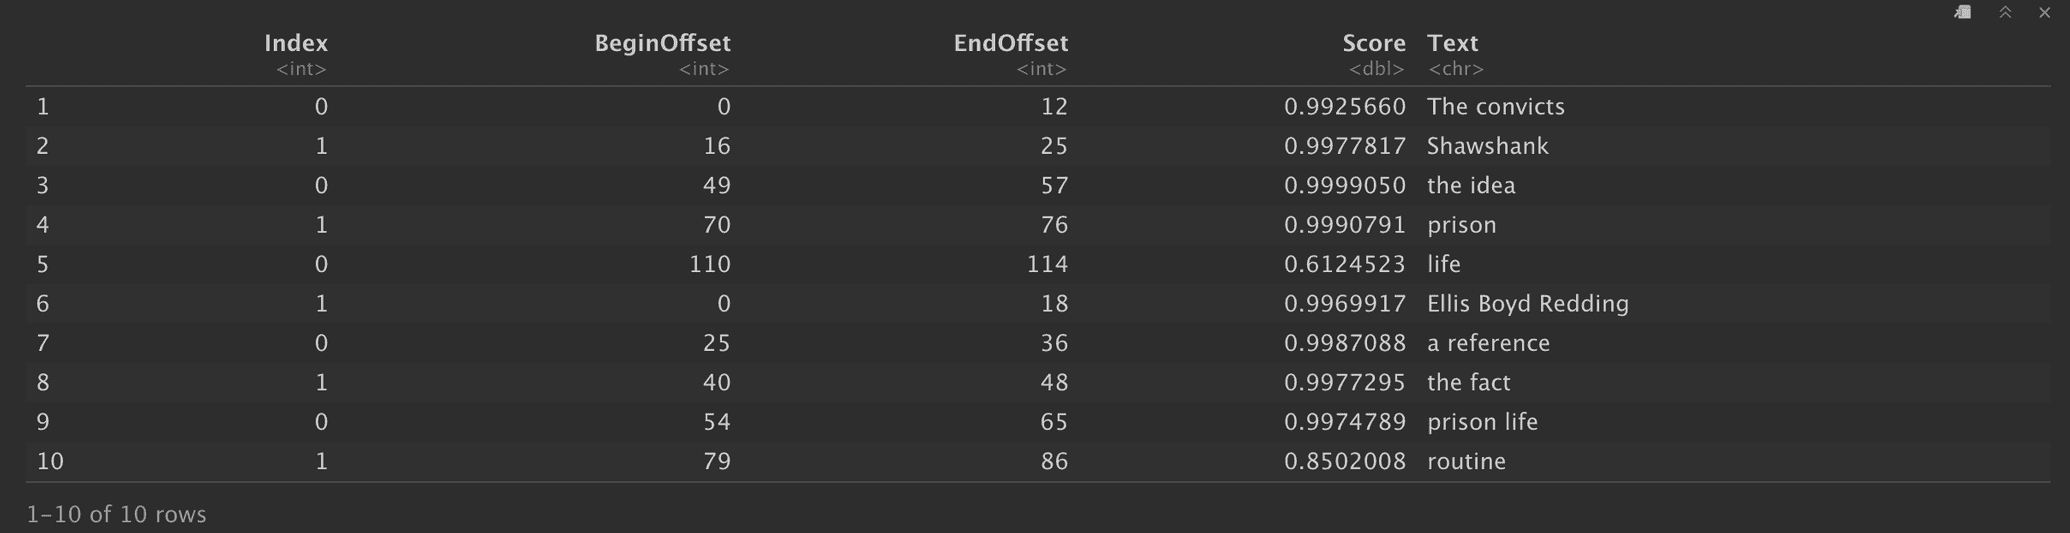 Index BeginOffset EndOffset Score Text
<int> <int> <int> <dbl> <chr>
1 0 0 12 0.9925660 The convicts
2 1 16 25 0.9977817 Shawshank
3 0 49 57 0.9999050 the idea
4 1 70 76 0.9990791 prison
5 0 110 114 0.6124523 life
6 1 0 18 0.9969917 Ellis Boyd Redding
7 0 25 36 0.9987088 a reference
8 1 40 48 0.9977295 the fact
9 0 54 65 0.9974789 prison life
10 1 79 86 0.8502008 routine
1-10 of 10 rows